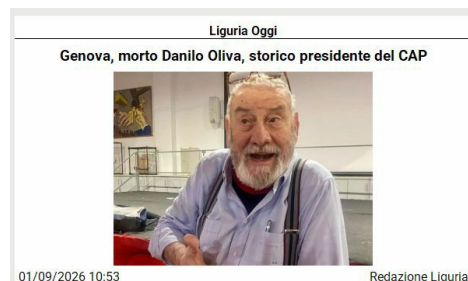 Liguria Oggi
Genova, morto Danilo Oliva, storico presidente del CAP
01/09/2026 10:53 Redazione Liguria